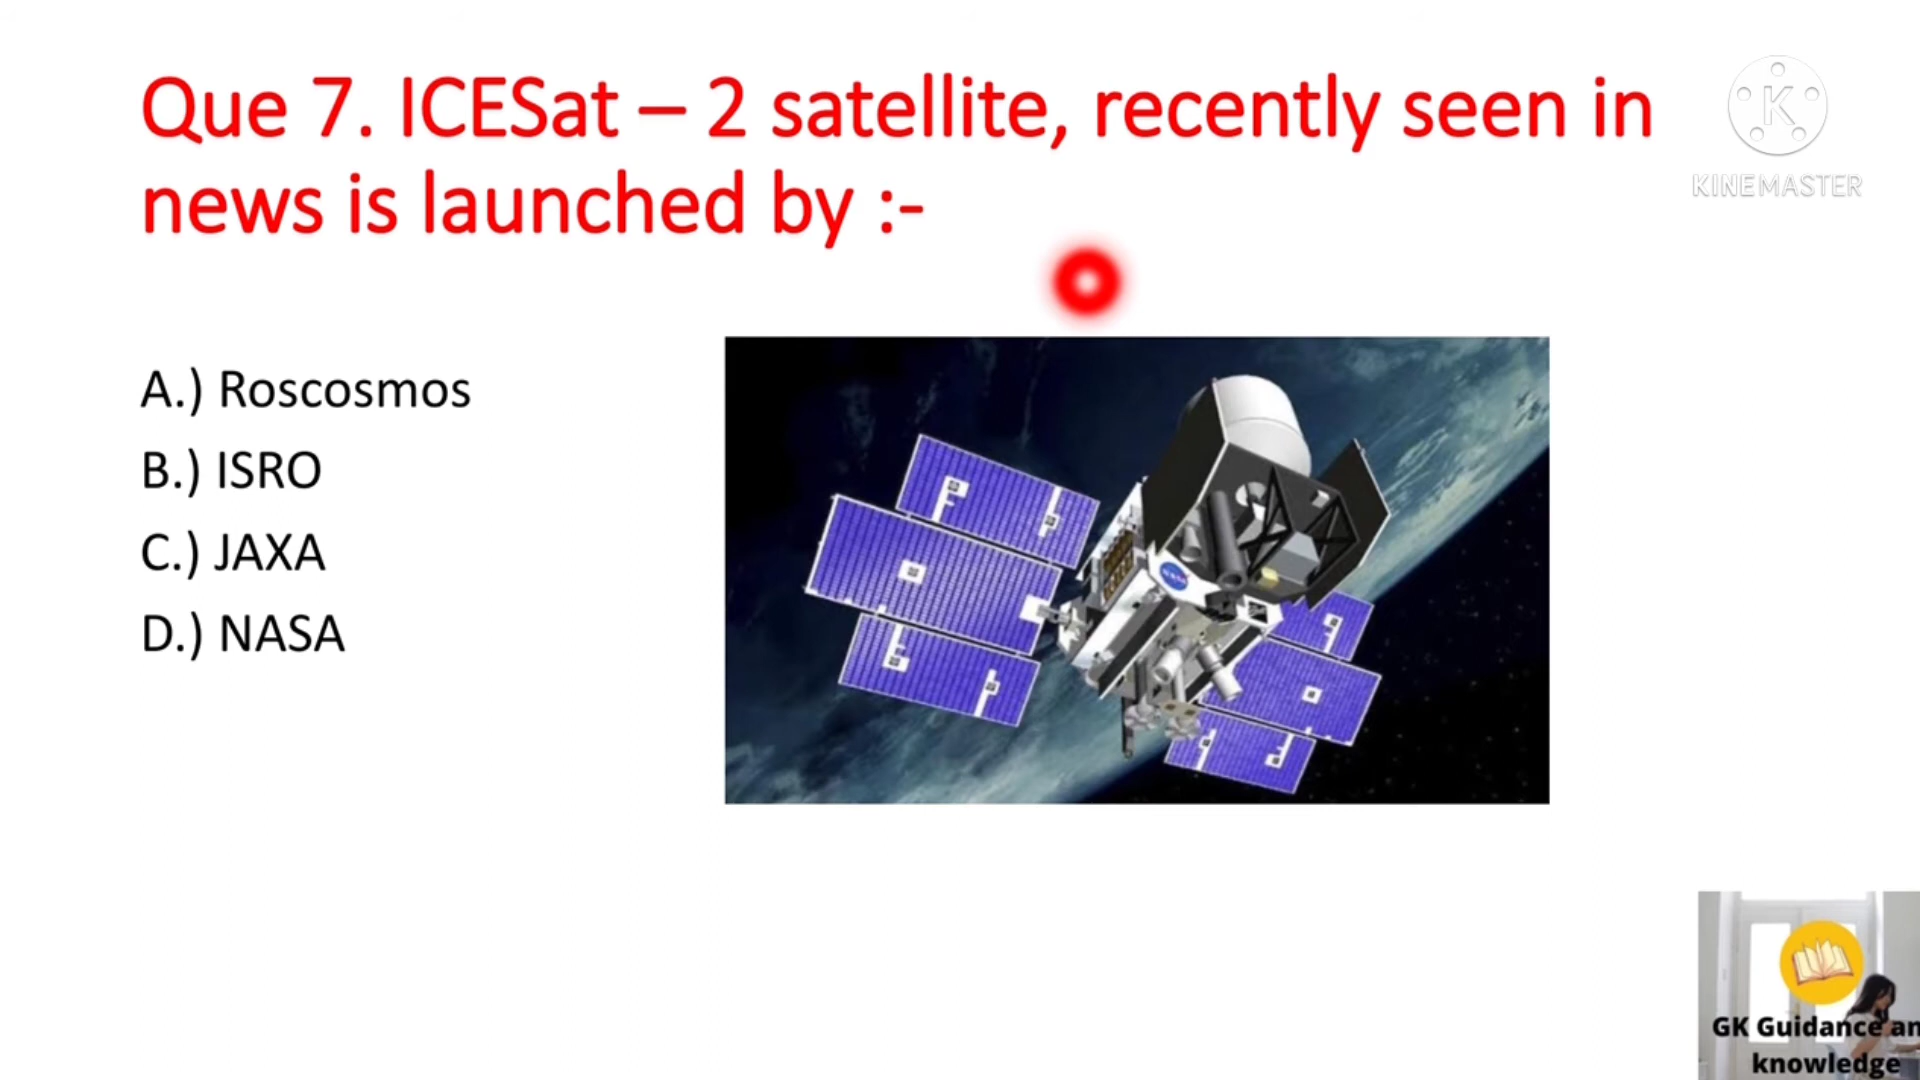 Que 7. ICESat – 2 satellite, recently seen in
news is launched by :-
K
KINEMASTER
A.) Roscosmos
B.) ISRO
C.) JAXA
D.) NASA
NASA
GK Guidance an
knowledge